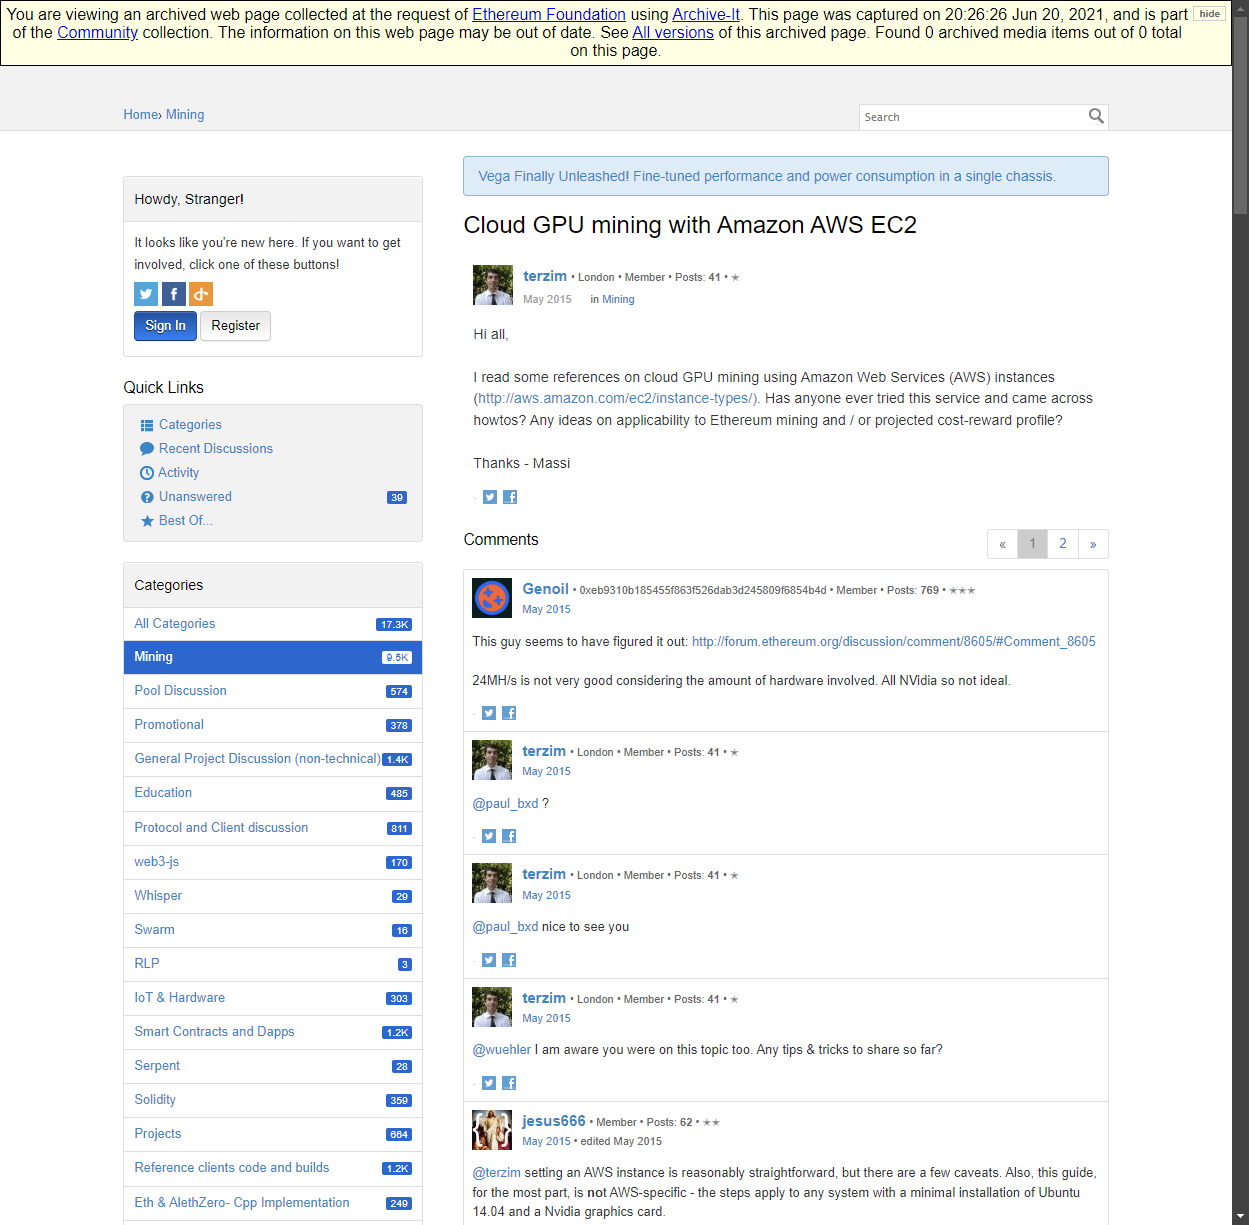 You are viewing an archived web page collected at the request of Ethereum Foundation using Archive-It. This page was captured on 20:26:26 Jun 20, 2021, and is part
of the Community collection. The information on this web page may be out of date. See All versions of this archived page. Found 0 archived media items out of 0 total
on this page.
hide
Home› Mining
Search
Howdy, Stranger!
It looks like you're new here. If you want to get
involved, click one of these buttons!
Sign In Register
Quick Links
Categories
Recent Discussions
Activity
Unanswered 39
Best Of...
Categories
All Categories 17.3K
Mining 9.5K
Pool Discussion 574
Promotional 378
General Project Discussion (non-technical) 1.4K
Education 485
Protocol and Client discussion 811
web3-js 170
Whisper 29
Swarm 16
RLP 3
IoT & Hardware 303
Smart Contracts and Dapps 1.2K
Serpent 28
Solidity 359
Projects 664
Reference clients code and builds 1.2K
Eth & AlethZero- Cpp Implementation 249
Vega Finally Unleashed! Fine-tuned performance and power consumption in a single chassis.
Cloud GPU mining with Amazon AWS EC2
terzim • London • Member • Posts: 41 • ★
May 2015 in Mining
Hi all,
I read some references on cloud GPU mining using Amazon Web Services (AWS) instances
(http://aws.amazon.com/ec2/instance-types/). Has anyone ever tried this service and came across
howtos? Any ideas on applicability to Ethereum mining and / or projected cost-reward profile?
Thanks - Massi
Comments
« 1 2 »
Genoil • 0xeb9310b185455f863f526dab3d245809f6854b4d • Member • Posts: 769 • ★★★
May 2015
This guy seems to have figured it out: http://forum.ethereum.org/discussion/comment/8605/#Comment_8605
24MH/s is not very good considering the amount of hardware involved. All NVidia so not ideal.
terzim • London • Member • Posts: 41 • ★
May 2015
@paul_bxd ?
terzim • London • Member • Posts: 41 • ★
May 2015
@paul_bxd nice to see you
terzim • London • Member • Posts: 41 • ★
May 2015
@wuehler I am aware you were on this topic too. Any tips & tricks to share so far?
jesus666 • Member • Posts: 62 • ★★
May 2015 • edited May 2015
@terzim setting an AWS instance is reasonably straightforward, but there are a few caveats. Also, this guide,
for the most part, is not AWS-specific - the steps apply to any system with a minimal installation of Ubuntu
14.04 and a Nvidia graphics card.